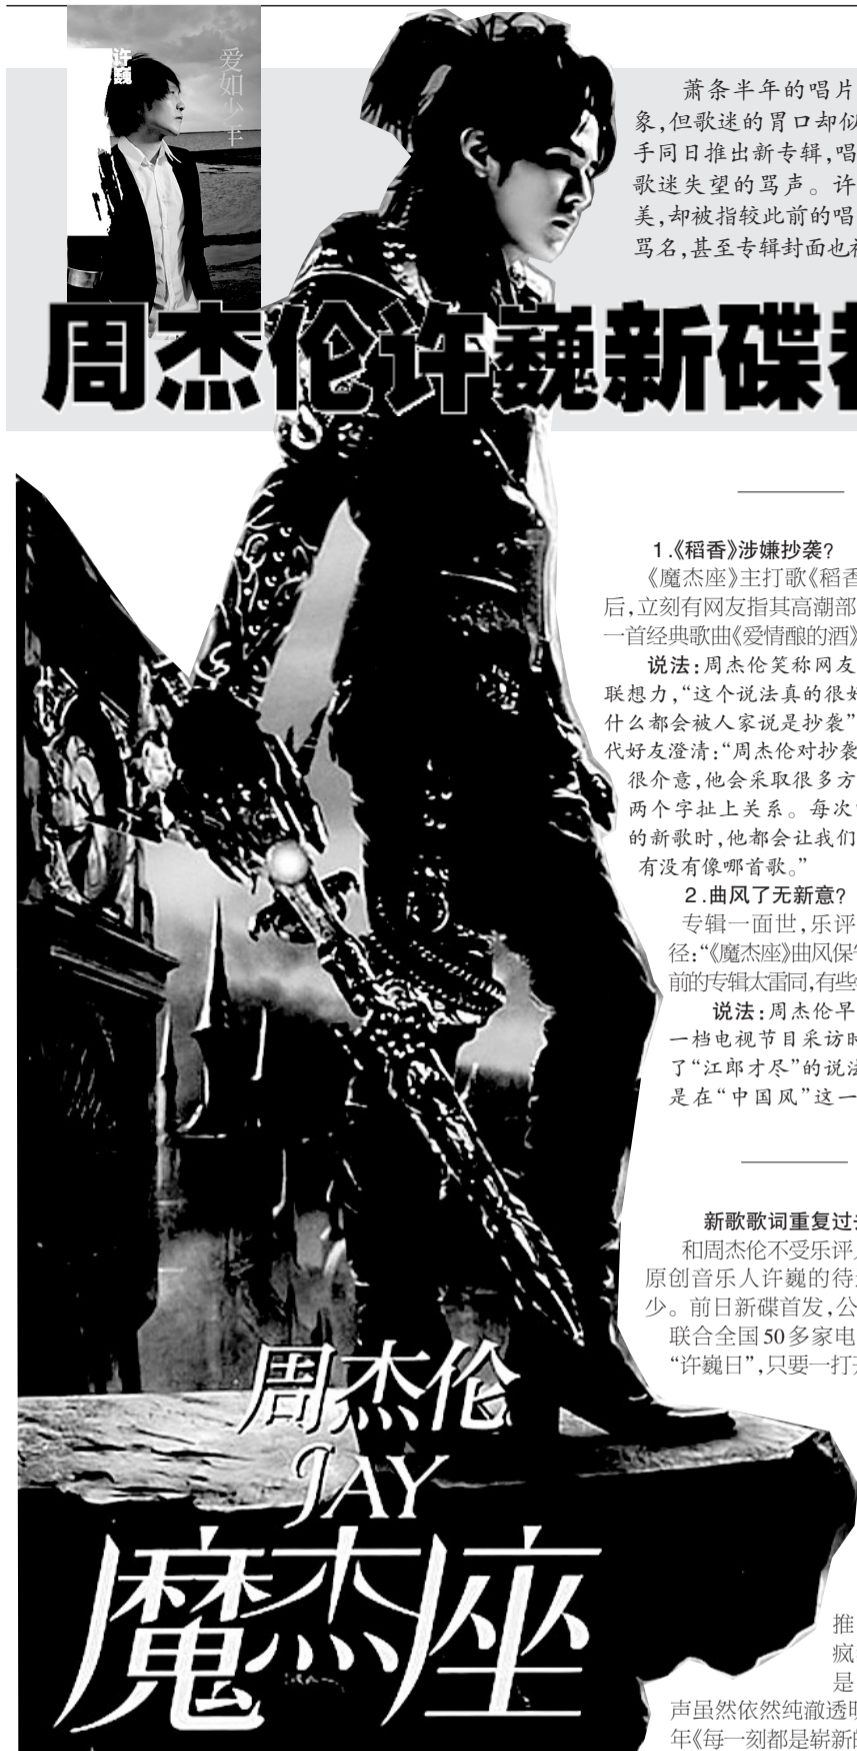 许巍
爱如少年
萧条半年的唱片
象,但歌迷的胃口却似
手同日推出新专辑,唱
歌迷失望的骂声。许
美,却被指较此前的唱
骂名,甚至专辑封面也
周杰伦许巍新碟
1.《稻香》涉嫌抄袭?
《魔杰座》主打歌《稻香
后,立刻有网友指其高潮部
一首经典歌曲《爱情酿的酒》
说法:周杰伦笑称网友
联想力,“这个说法真的很好
什么都会被人家说是抄袭”
代好友澄清:“周杰伦对抄袭
很介意,他会采取很多方
两个字扯上关系。每次
的新歌时,他都会让我们
有没有像哪首歌。”
2.曲风了无新意?
专辑一面世,乐评
径:“《魔杰座》曲风保守
前的专辑太雷同,有些
说法:周杰伦早
一档电视节目采访时
了“江郎才尽”的说法
是在“中国风”这一
新歌歌词重复过去
和周杰伦不受乐评人
原创音乐人许巍的待
少。前日新碟首发,公
联合全国50多家电
“许巍日”,只要一打开
周杰伦
JAY
魔杰座
推
疯
是
声虽然依然纯澈透明
年《每一刻都是崭新的